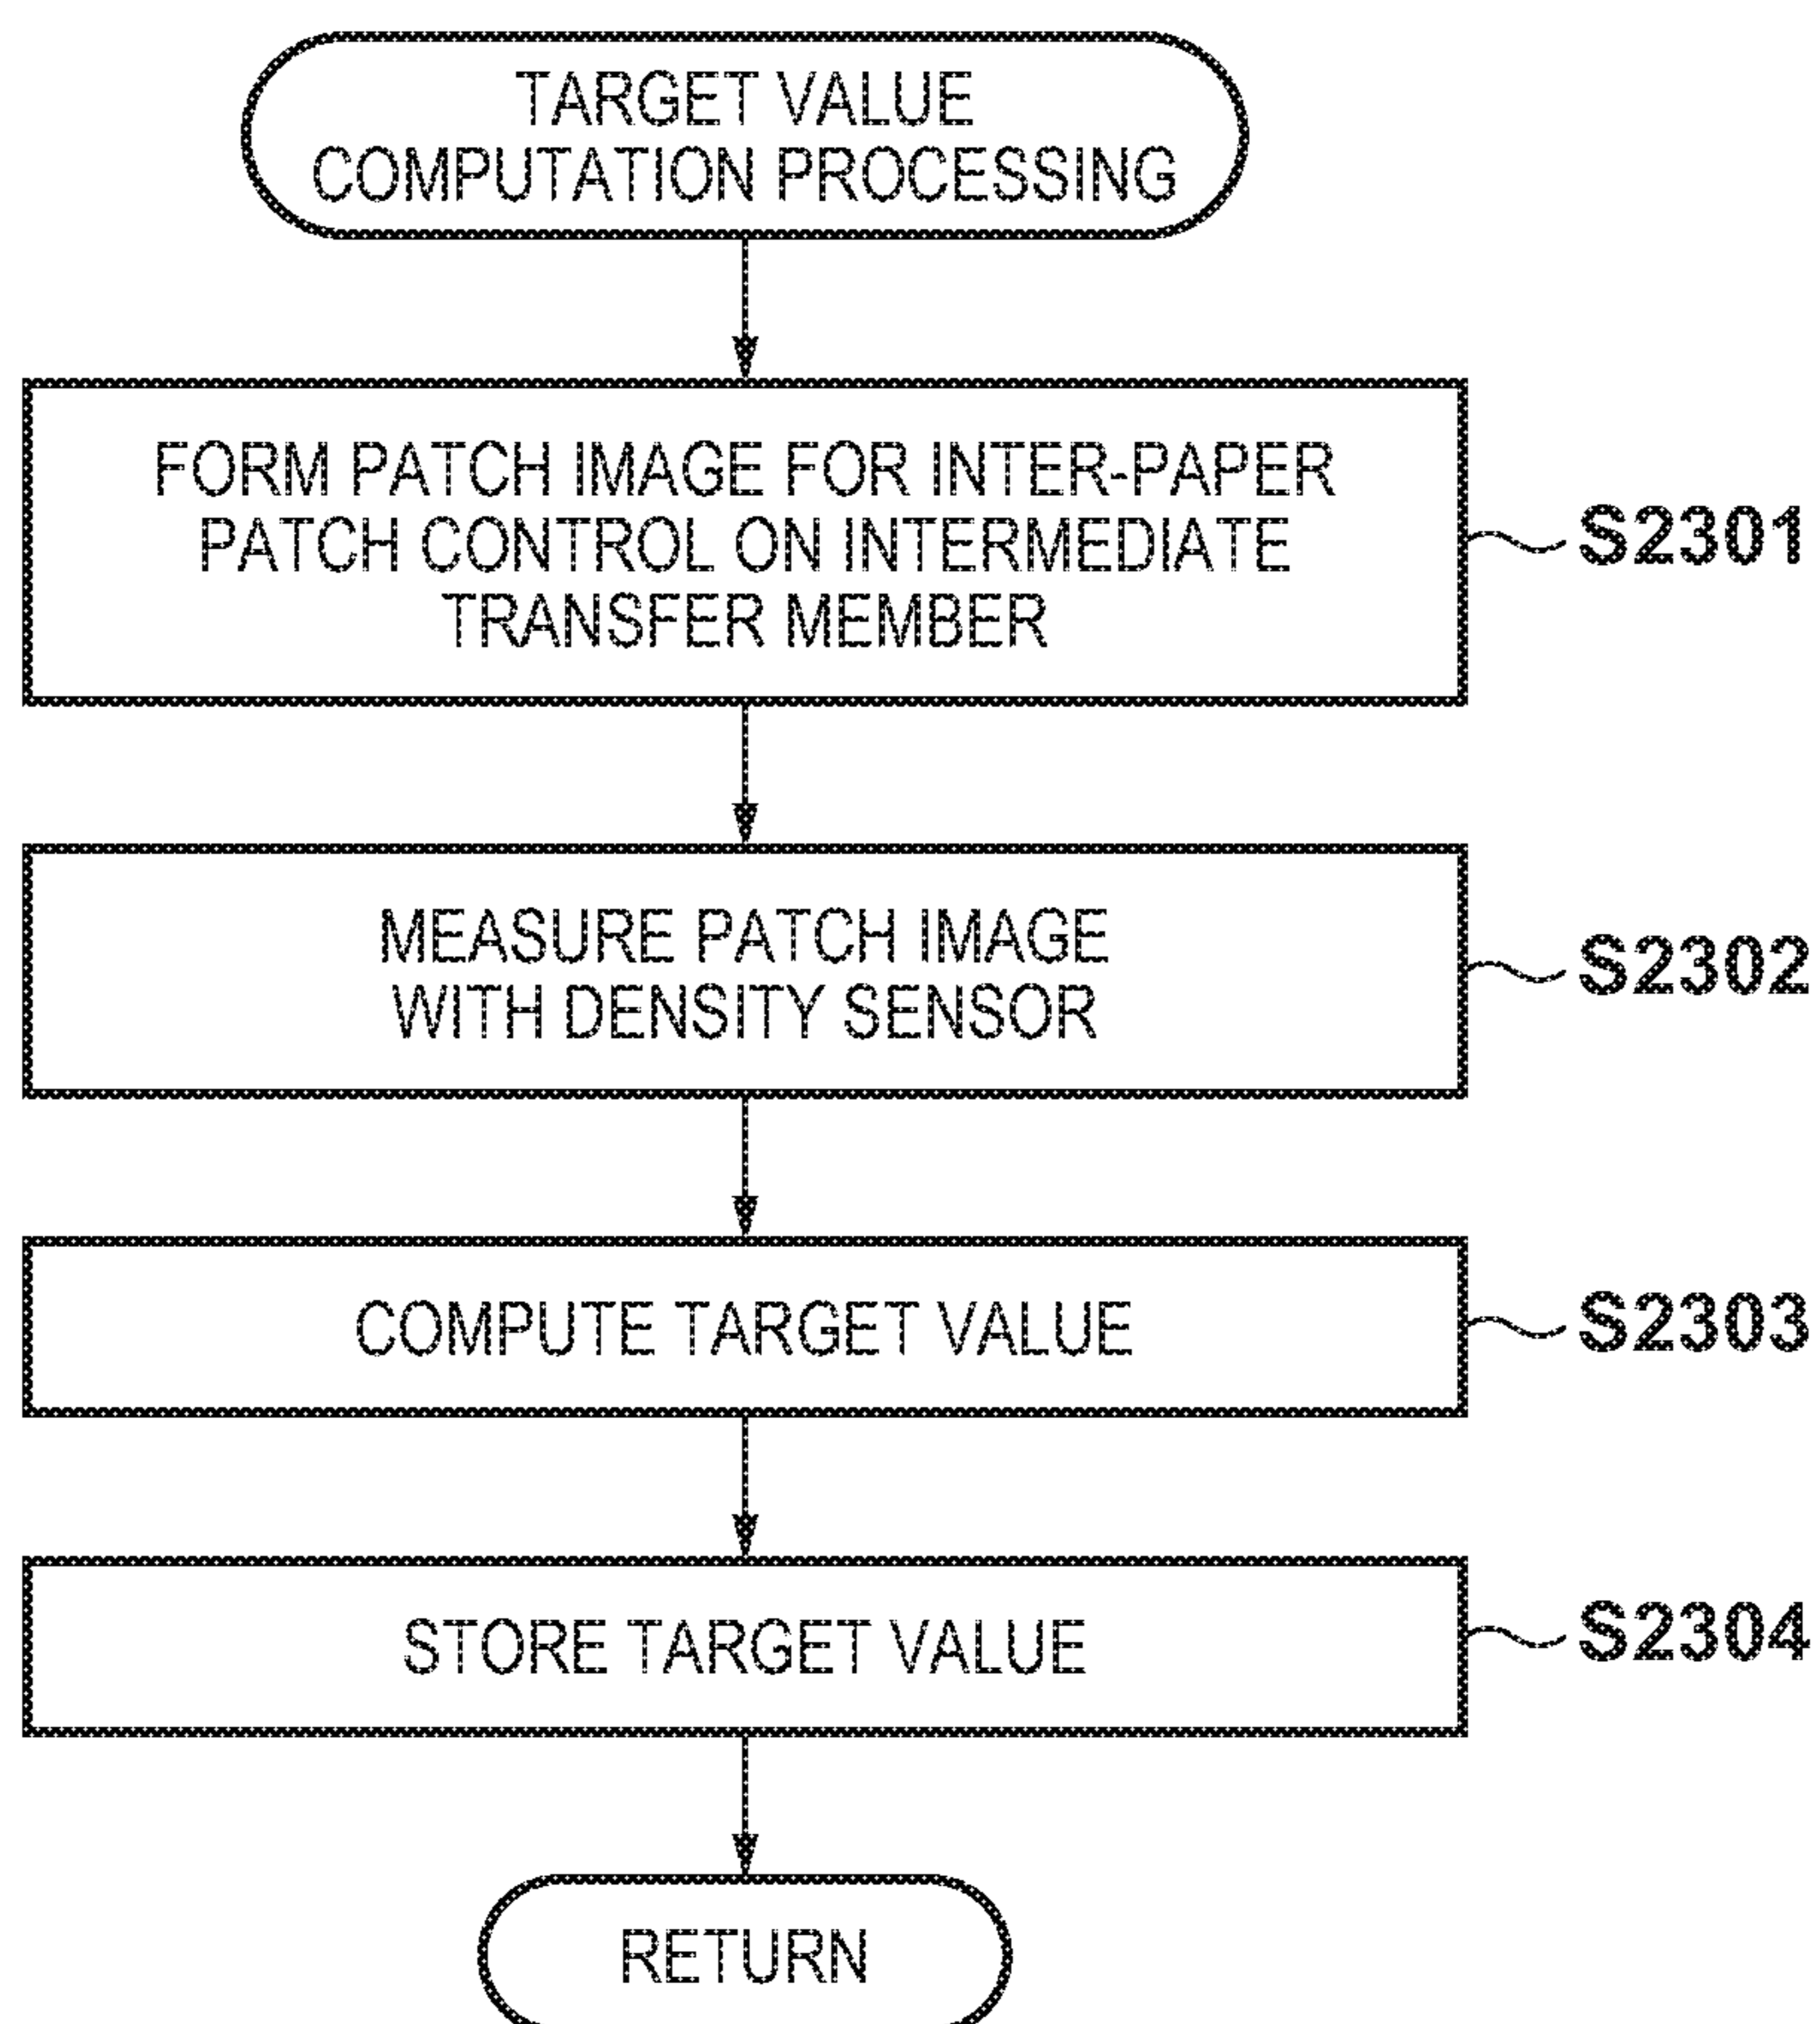 TARGET VALUE
COMPUTATION PROCESSING
FORM PATCH IMAGE FOR INTER-PAPER
PATCH CONTROL ON INTERMEDIATE
TRANSFER MEMBER
S2301
MEASURE PATCH IMAGE
WITH DENSITY SENSOR
S2302
COMPUTE TARGET VALUE
S2303
STORE TARGET VALUE
S2304
RETURN